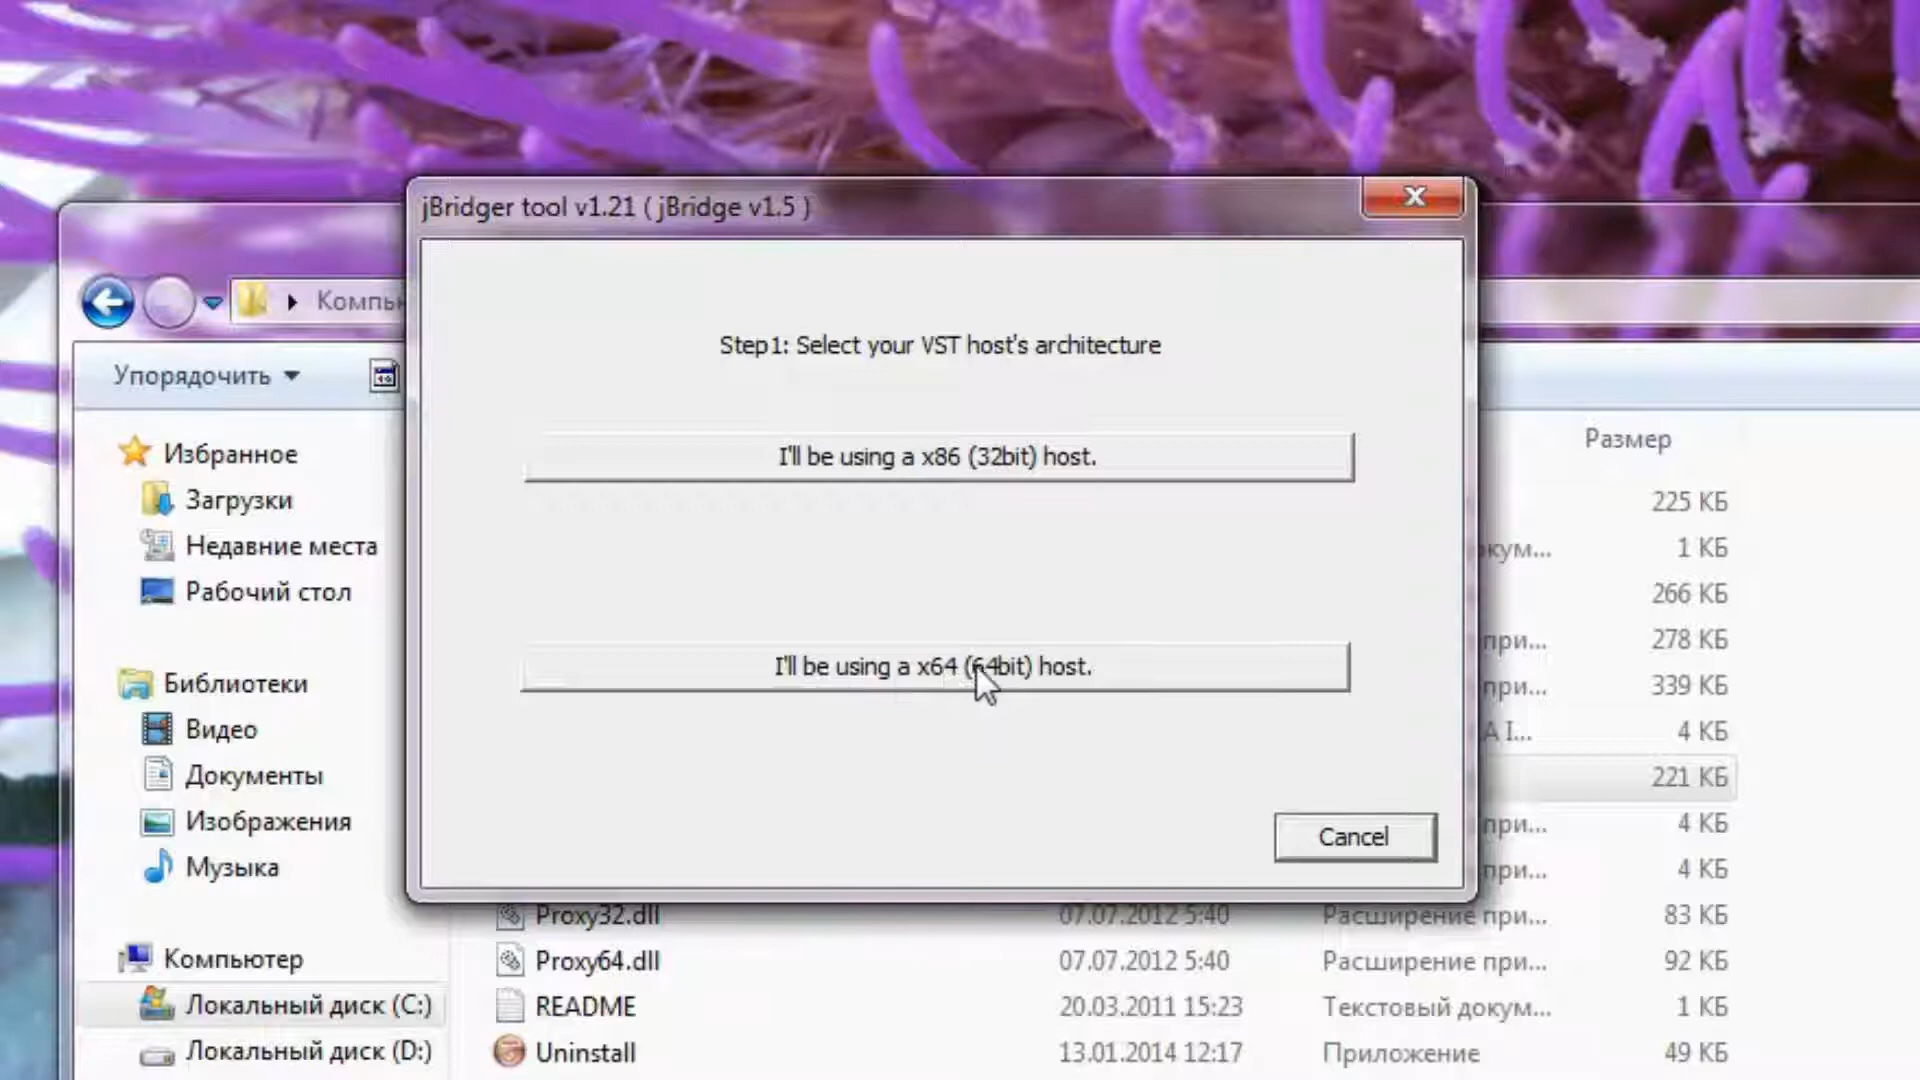 jBridger tool v1.21 ( jBridge v1.5 )
Step1: Select your VST host's architecture
I'll be using a x86 (32bit) host.
I'll be using a x64 (64bit) host.
Cancel
Упорядочить
Избранное
Загрузки
Недавние места
Рабочий стол
Библиотеки
Видео
Документы
Изображения
Музыка
Компьютер
Локальный диск (C:)
Локальный диск (D:)
Размер
225 КБ
1 КБ
266 КБ
при... 278 КБ
при... 339 КБ
4 КБ
221 КБ
при... 4 КБ
при... 4 КБ
Proxy32.dll 07.07.2012 5:40 Расширение при... 83 КБ
Proxy64.dll 07.07.2012 5:40 Расширение при... 92 КБ
README 20.03.2011 15:23 Текстовый докум... 1 КБ
Uninstall 13.01.2014 12:17 Приложение 49 КБ